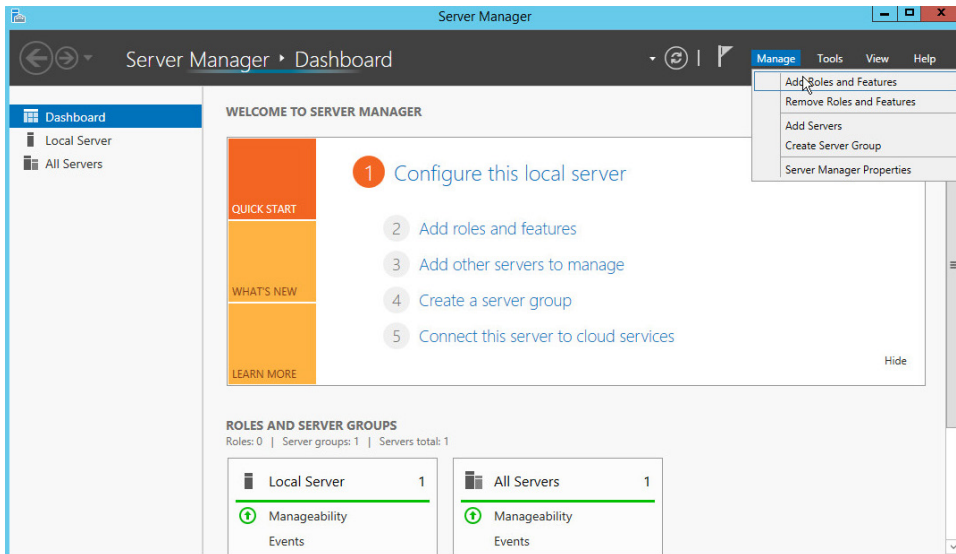 Server Manager
Server Manager ‣ Dashboard
Manage Tools View Help
Add Roles and Features
Remove Roles and Features
Add Servers
Create Server Group
Server Manager Properties
Dashboard
Local Server
All Servers
WELCOME TO SERVER MANAGER
QUICK START
WHAT'S NEW
LEARN MORE
1 Configure this local server
2 Add roles and features
3 Add other servers to manage
4 Create a server group
5 Connect this server to cloud services
Hide
ROLES AND SERVER GROUPS
Roles: 0 | Server groups: 1 | Servers total: 1
Local Server 1
Manageability
Events
All Servers 1
Manageability
Events